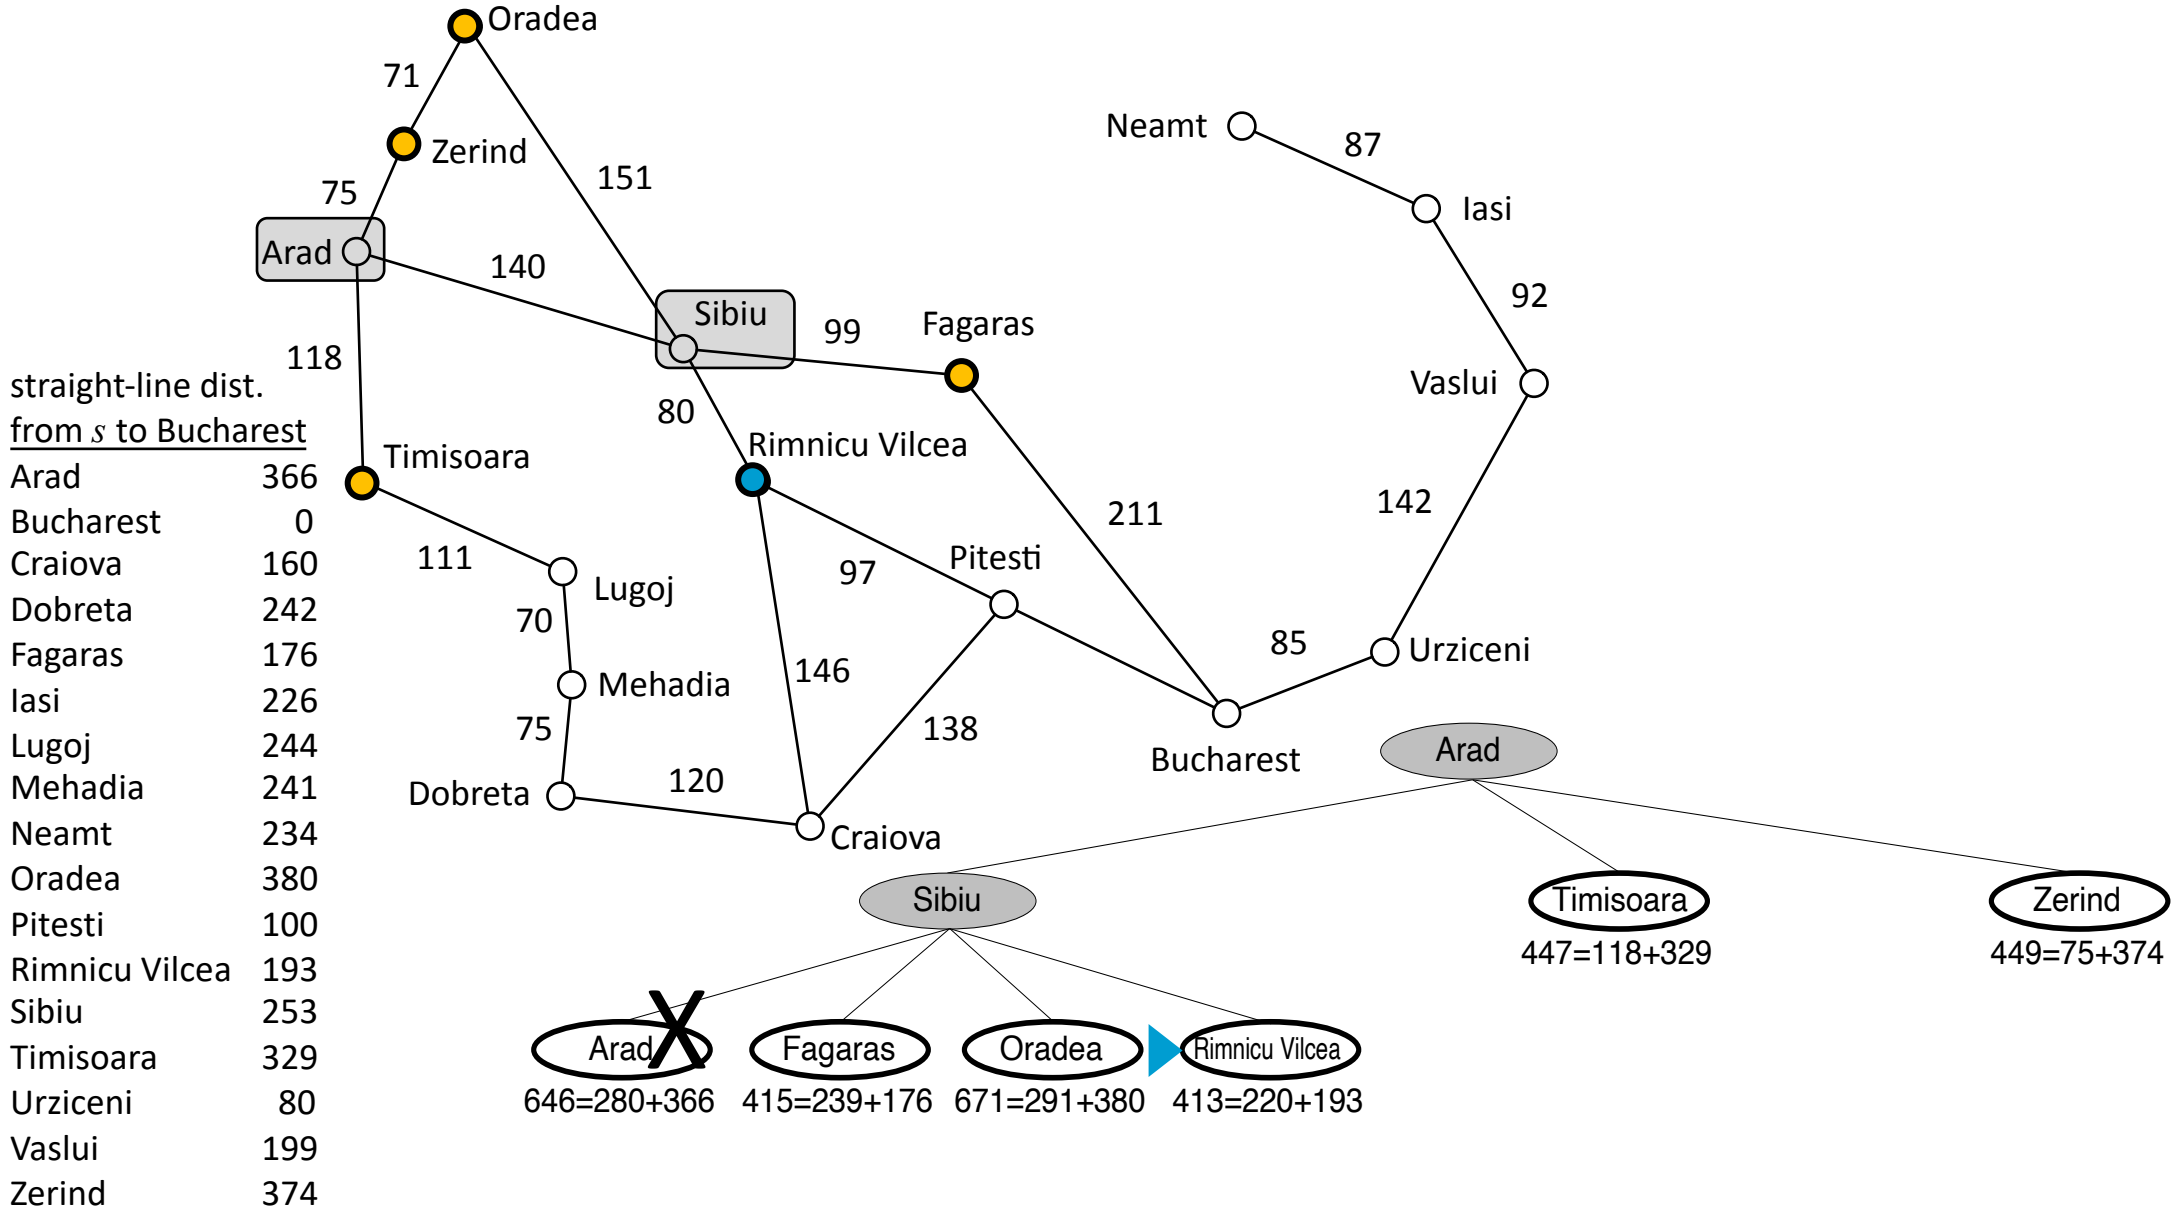 Oradea
71
Zerind
Neamt
87
151
75
Iasi
Arad
140
92
Sibiu
99
Fagaras
118
Vaslui
straight-line dist.
from s to Bucharest
80
Rimnicu Vilcea
Timisoara
142
211
111
97
Pitesti
Lugoj
70
85
Urziceni
146
Mehadia
75
138
Bucharest
120
Dobreta
Craiova
Arad 366
Bucharest 0
Craiova 160
Dobreta 242
Fagaras 176
Iasi 226
Lugoj 244
Mehadia 241
Neamt 234
Oradea 380
Pitesti 100
Rimnicu Vilcea 193
Sibiu 253
Timisoara 329
Urziceni 80
Vaslui 199
Zerind 374
Arad
Sibiu
Timisoara
Zerind
447=118+329
449=75+374
Arad
X
Fagaras
Oradea
Rimnicu Vilcea
646=280+366
415=239+176
671=291+380
413=220+193